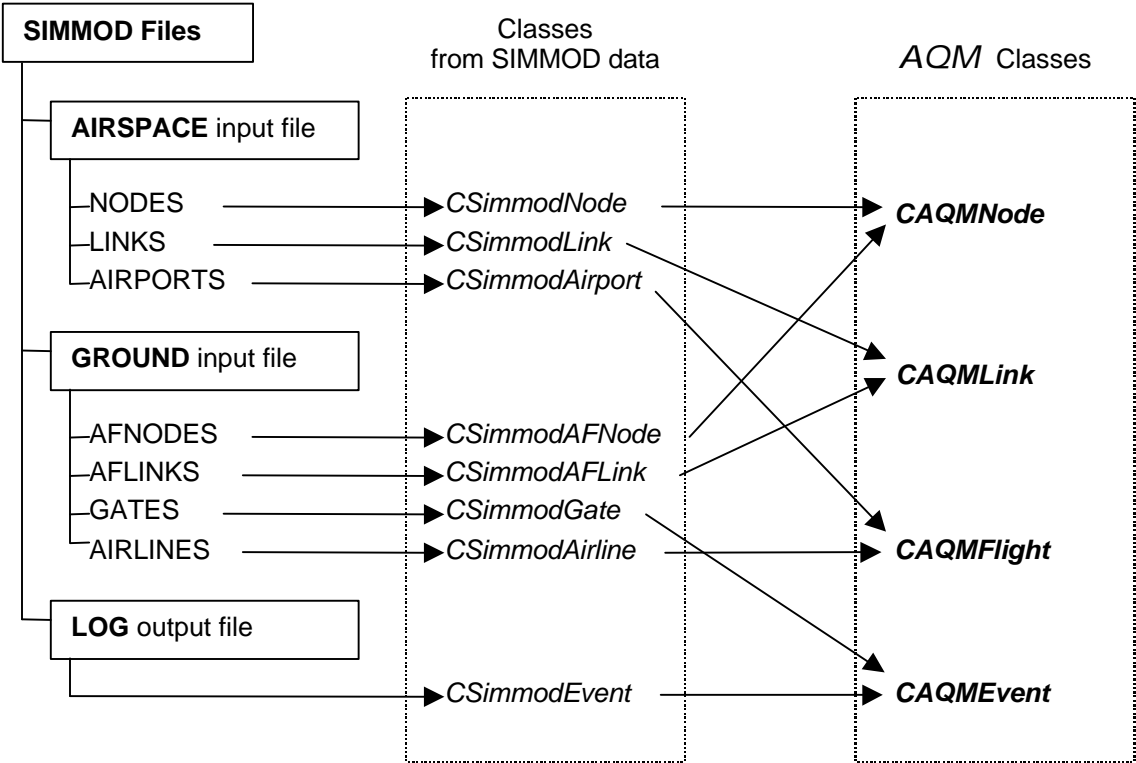 SIMMOD Files
Classes
from SIMMOD data
AQM Classes
AIRSPACE input file
NODES
CSimmodNode
CAQMNode
LINKS
CSimmodLink
AIRPORTS
CSimmodAirport
GROUND input file
CAQMLink
AFNODES
CSimmodAFNode
AFLINKS
CSimmodAFLink
GATES
CSimmodGate
AIRLINES
CSimmodAirline
CAQMFlight
LOG output file
CSimmodEvent
CAQMEvent